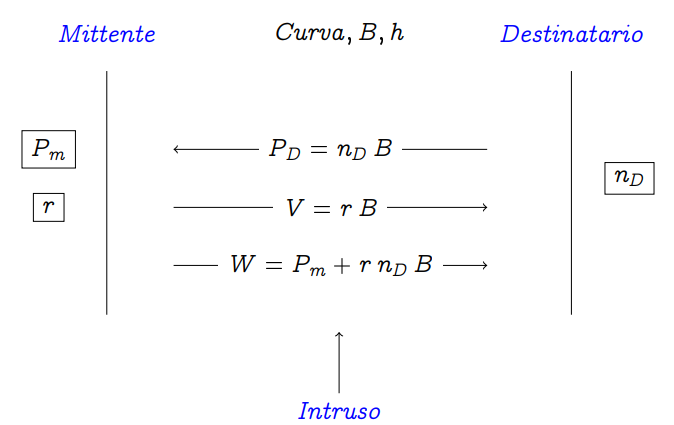 Mittente Curva, B, h Destinatario
P_m P_D = n_D B
n_D
r V = r B
W = P_m + r n_D B
Intruso